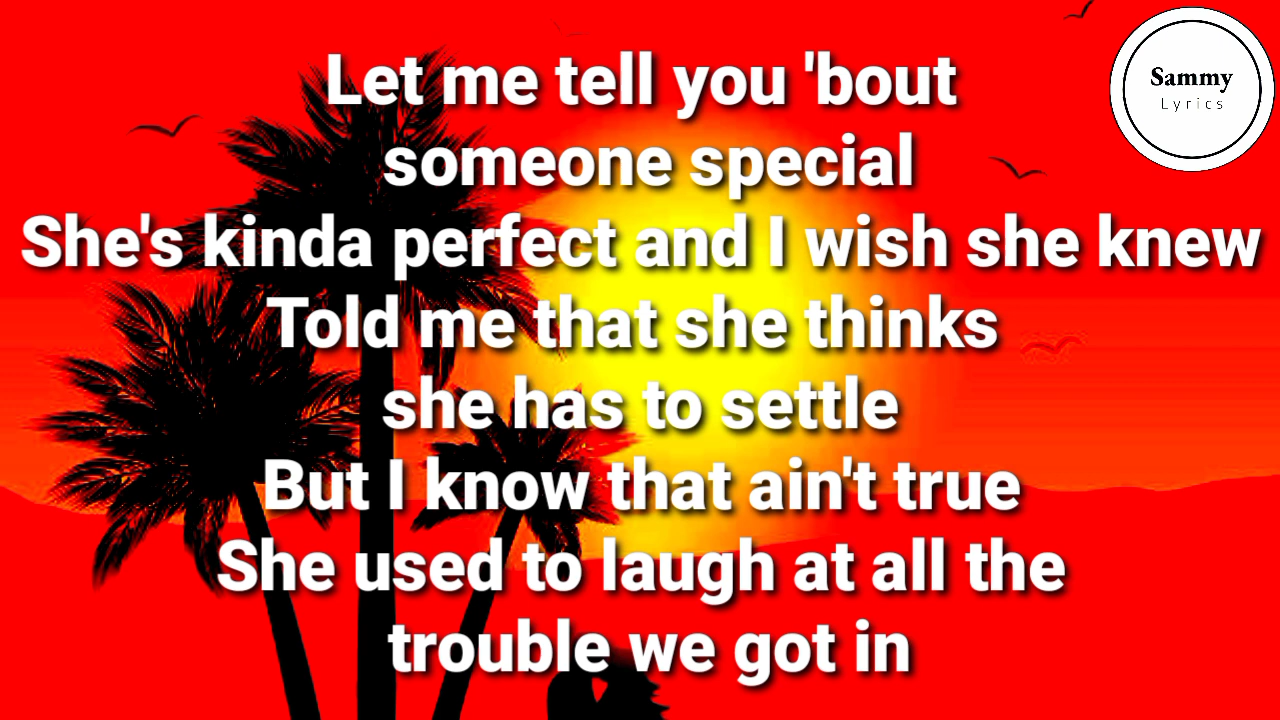 Let me tell you 'bout
someone special
She's kinda perfect and I wish she knew
Told me that she thinks
she has to settle
But I know that ain't true
She used to laugh at all the
trouble we got in
Sammy
Lyrics